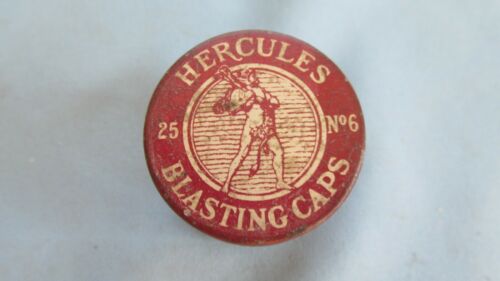 HERCULES
25 Nº6
BLASTING CAPS